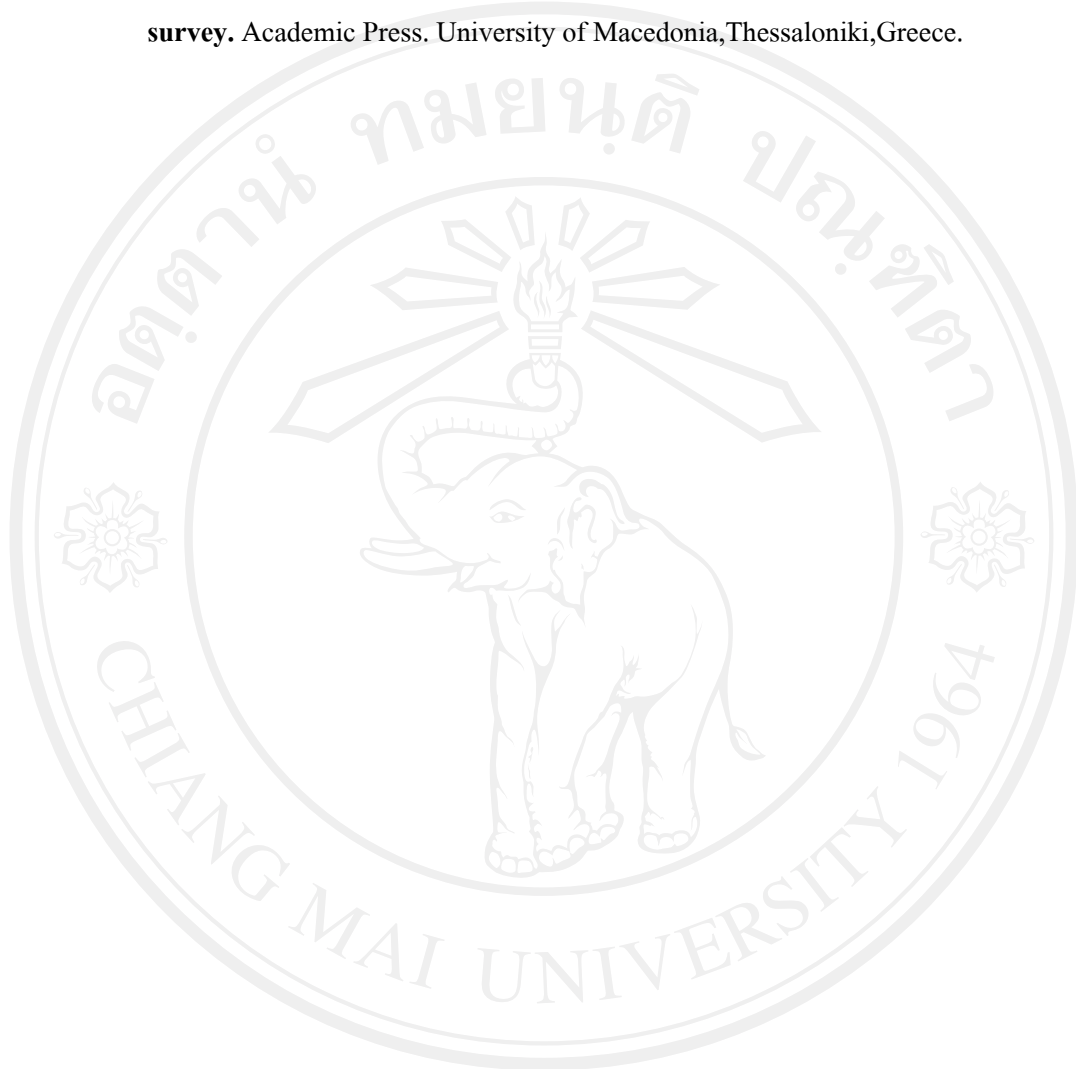 survey. Academic Press. University of Macedonia,Thessaloniki,Greece.
อตฺตานํ ทมยนฺติ ปณฺฑิตา
CHIANG MAI UNIVERSITY 1964